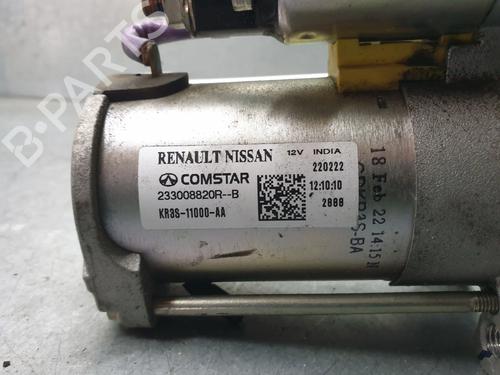 RENAULT NISSAN 12V INDIA
COMSTAR 220222
233008820R--B 12:10:10
KR3S-11000-AA 2888
18 Feb 22 14:15 N
B-PARTS